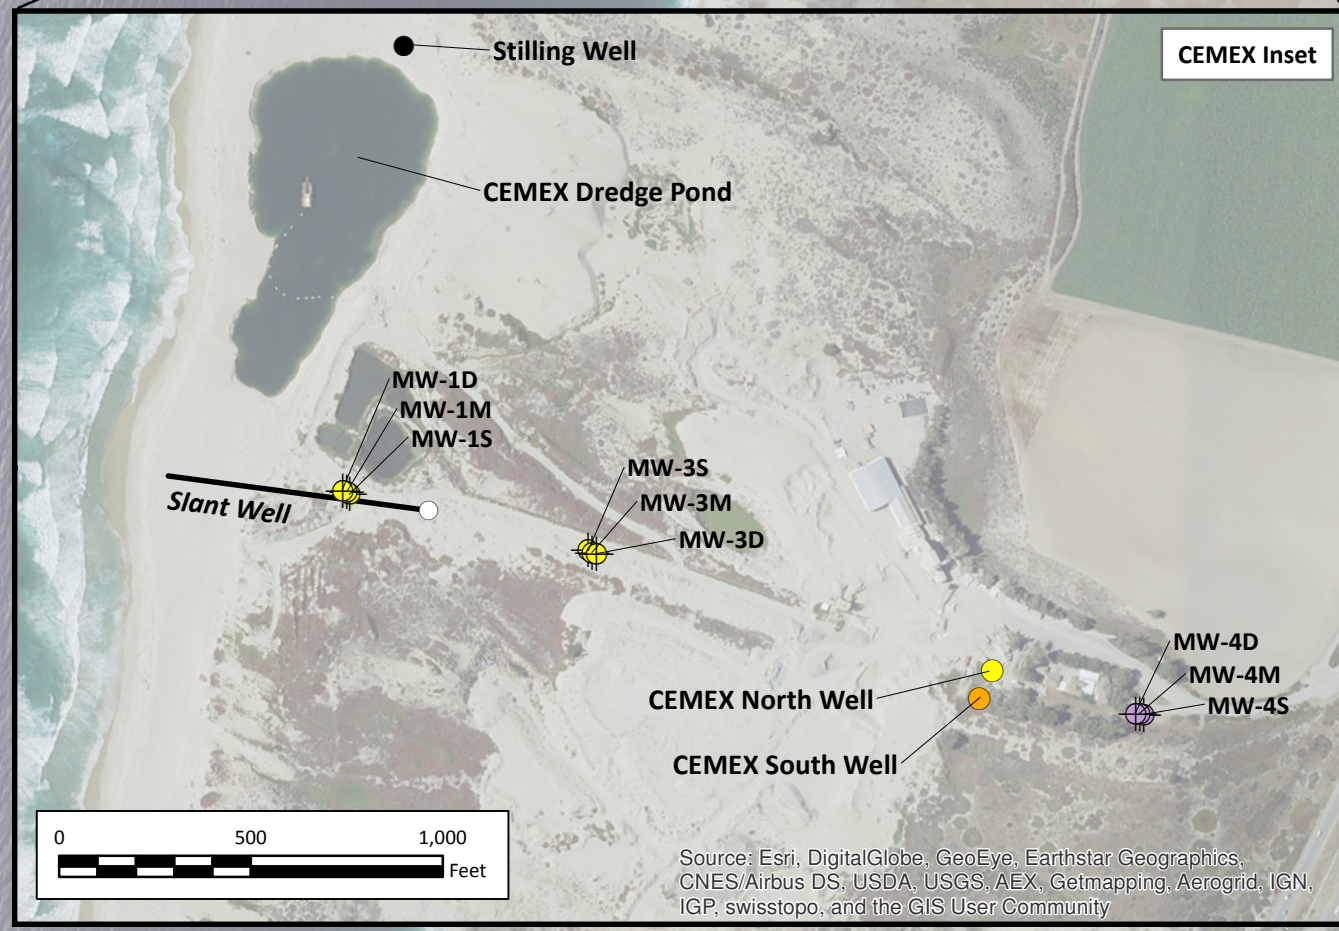 Stilling Well
CEMEX Inset
CEMEX Dredge Pond
MW-1D
MW-1M
MW-1S
MW-3S
MW-3M
MW-3D
Slant Well
MW-4D
MW-4M
MW-4S
CEMEX North Well
CEMEX South Well
0 500 1,000
Feet
Source: Esri, DigitalGlobe, GeoEye, Earthstar Geographics,
CNES/Airbus DS, USDA, USGS, AEX, Getmapping, Aerogrid, IGN,
IGP, swisstopo, and the GIS User Community